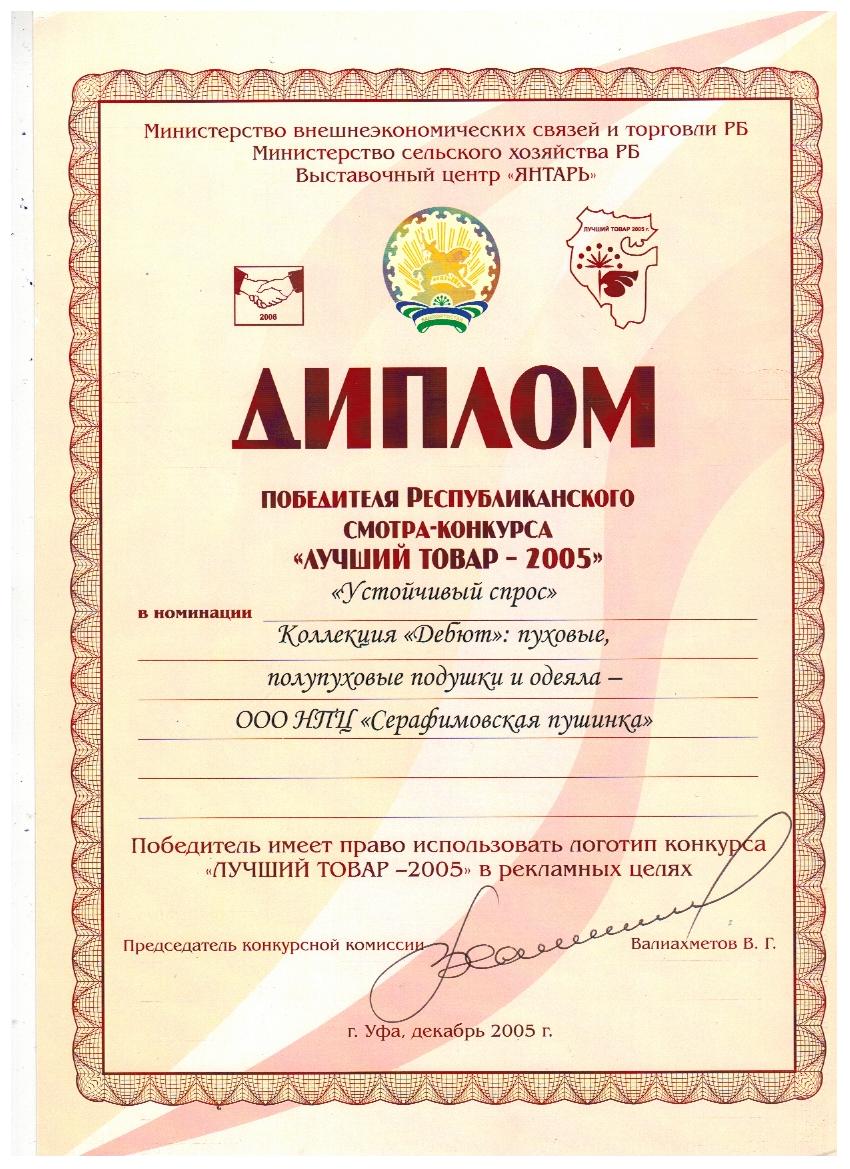 Министерство внешнеэкономических связей и торговли РБ
Министерство сельского хозяйства РБ
Выставочный центр «ЯНТАРЬ»
ЛУЧШИЙ ТОВАР 2005 г.
2006
ДИПЛОМ
ПОБЕДИТЕЛЯ РЕСПУБЛИКАНСКОГО
СМОТРА-КОНКУРСА
«ЛУЧШИЙ ТОВАР – 2005»
«Устойчивый спрос»
в номинации
Коллекция «Дебют»: пуховые,
полупуховые подушки и одеяла –
ООО НПЦ «Серафимовская пушинка»
Победитель имеет право использовать логотип конкурса
«ЛУЧШИЙ ТОВАР –2005» в рекламных целях
Председатель конкурсной комиссии Валиахметов В. Г.
г. Уфа, декабрь 2005 г.